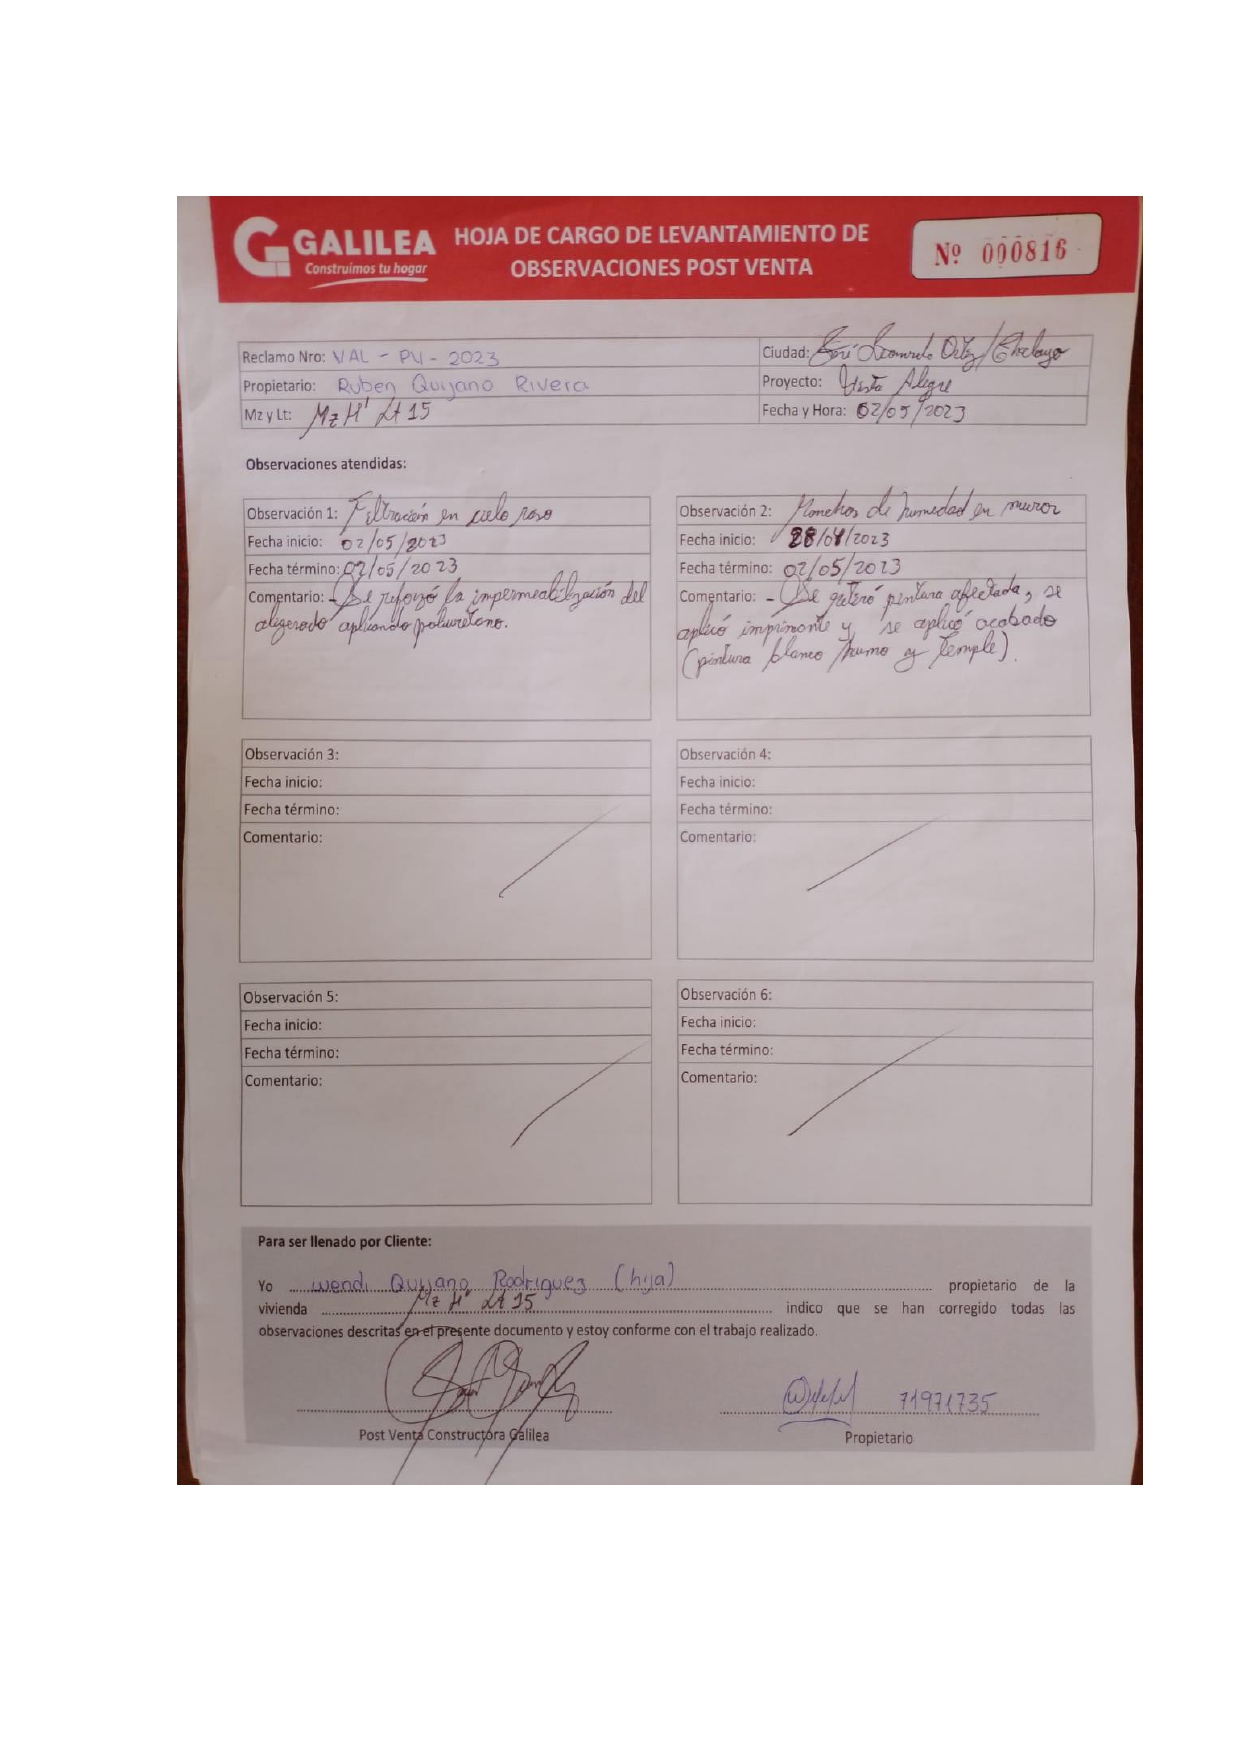 GALILEA
Construimos tu hogar
HOJA DE CARGO DE LEVANTAMIENTO DE
OBSERVACIONES POST VENTA
Nº 000816
Reclamo Nro: VAL - PV - 2023
Ciudad: José Leonardo Ortiz / Chiclayo
Propietario: Ruben Quijano Rivera
Proyecto: Vista Alegre
Mz y Lt: Mz H' Lt 15
Fecha y Hora: 02/05/2023
Observaciones atendidas:
Observación 1: Filtración en cielo raso
Fecha inicio: 02/05/2023
Fecha término: 02/05/2023
Comentario: - Se reforzó la impermeabilización del
aligerado aplicando poliuretano.
Observación 2: Manchas de humedad en muros
Fecha inicio: 28/04/2023
Fecha término: 02/05/2023
Comentario: - Se pintura afectada, se
aplicó imprimante y se aplicó acabado
(pintura blanco humo y temple).
Observación 3:
Fecha inicio:
Fecha término:
Comentario:
Observación 4:
Fecha inicio:
Fecha término:
Comentario:
Observación 5:
Fecha inicio:
Fecha término:
Comentario:
Observación 6:
Fecha inicio:
Fecha término:
Comentario:
Para ser llenado por Cliente:
Yo Wendi Quijano Rodriguez (hija) propietario de la
vivienda Mz H' Lt 15 indico que se han corregido todas las
observaciones descritas en el presente documento y estoy conforme con el trabajo realizado.
71971735
Post Venta Constructora Galilea
Propietario